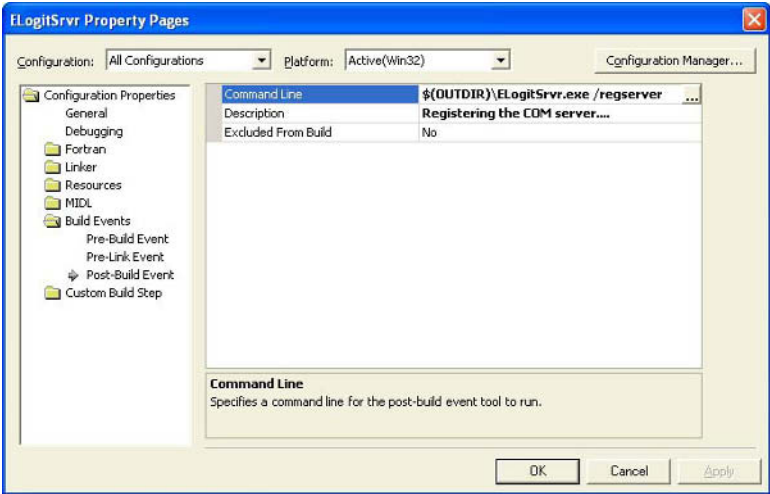 ELogitSrvr Property Pages
Configuration: All Configurations Platform: Active(Win32) Configuration Manager...
Configuration Properties
General
Debugging
Fortran
Linker
Resources
MIDL
Build Events
Pre-Build Event
Pre-Link Event
Post-Build Event
Custom Build Step
Command Line $(OUTDIR)\ELogitSrvr.exe /regserver ...
Description Registering the COM server....
Excluded From Build No
Command Line
Specifies a command line for the post-build event tool to run.
OK Cancel Apply